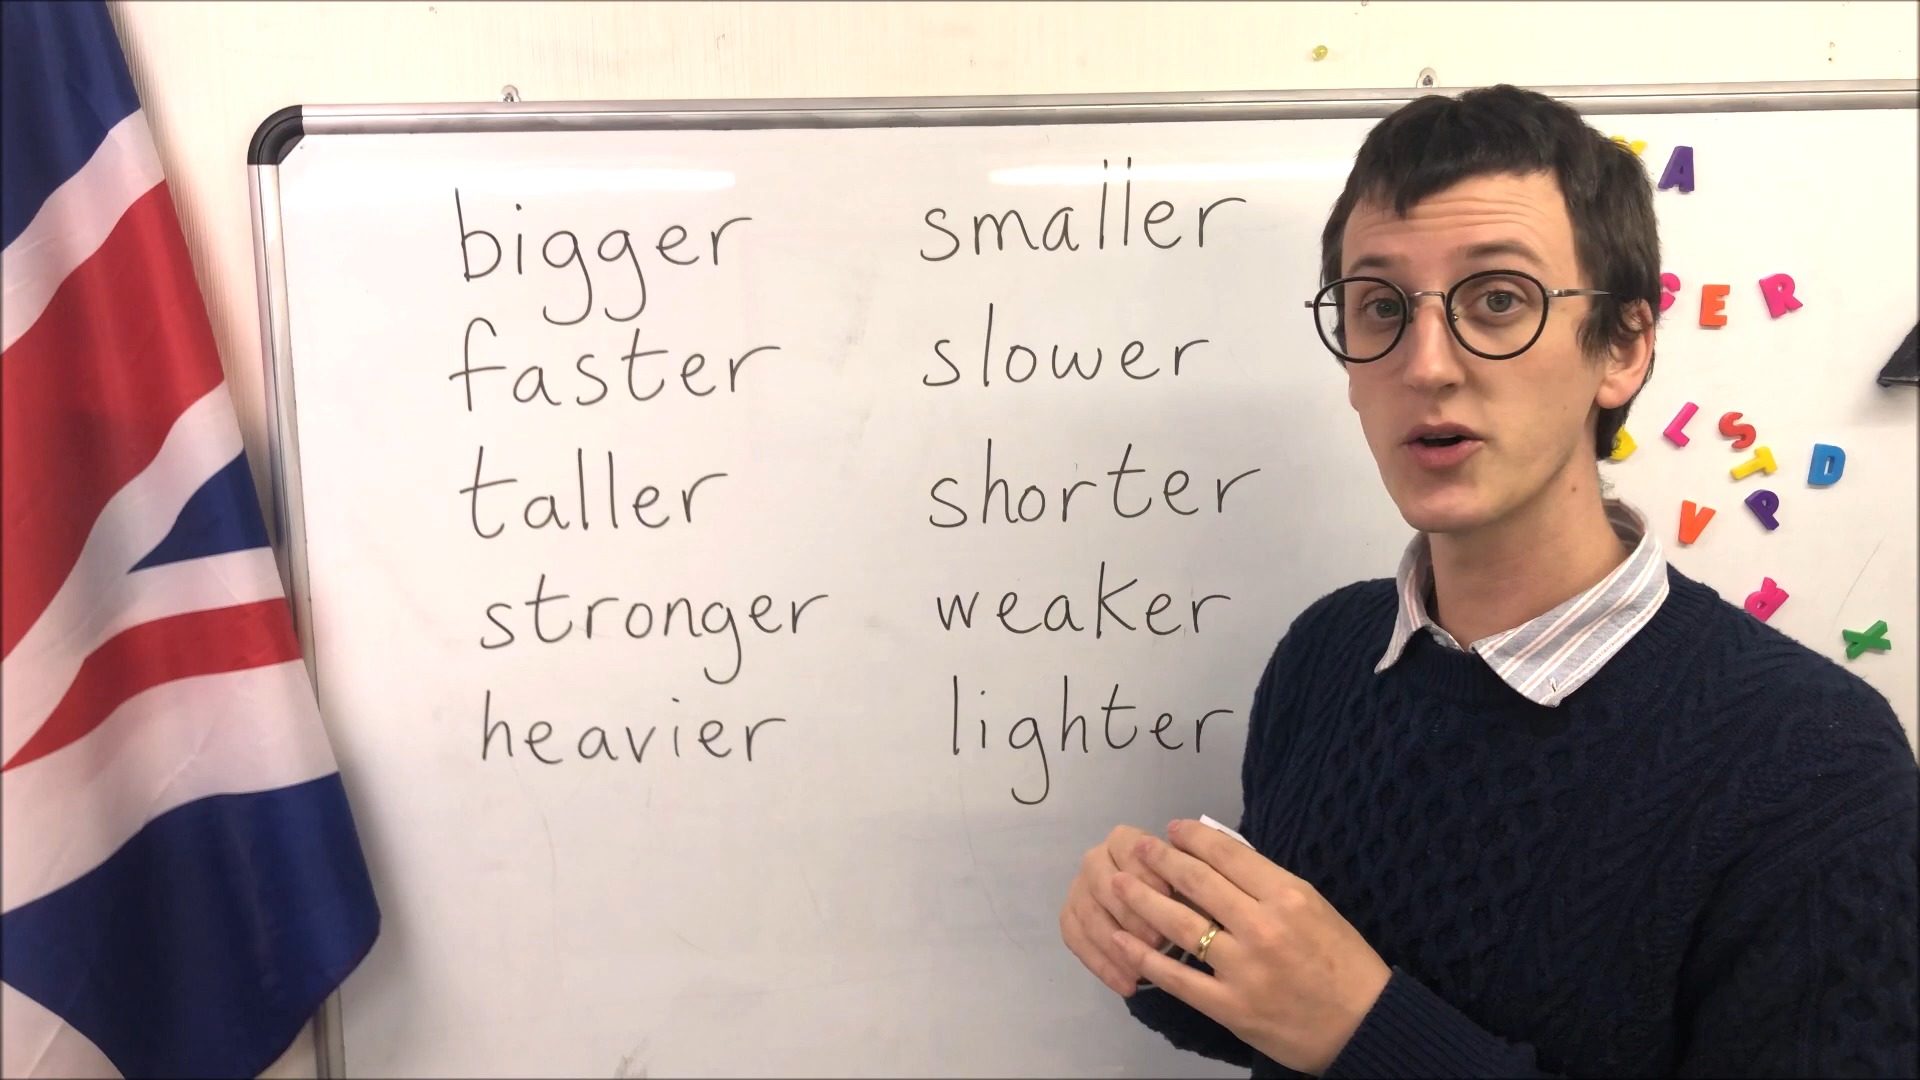 bigger smaller
faster slower
taller shorter
stronger weaker
heavier lighter
A
E R
L S
T D
V P
R
X